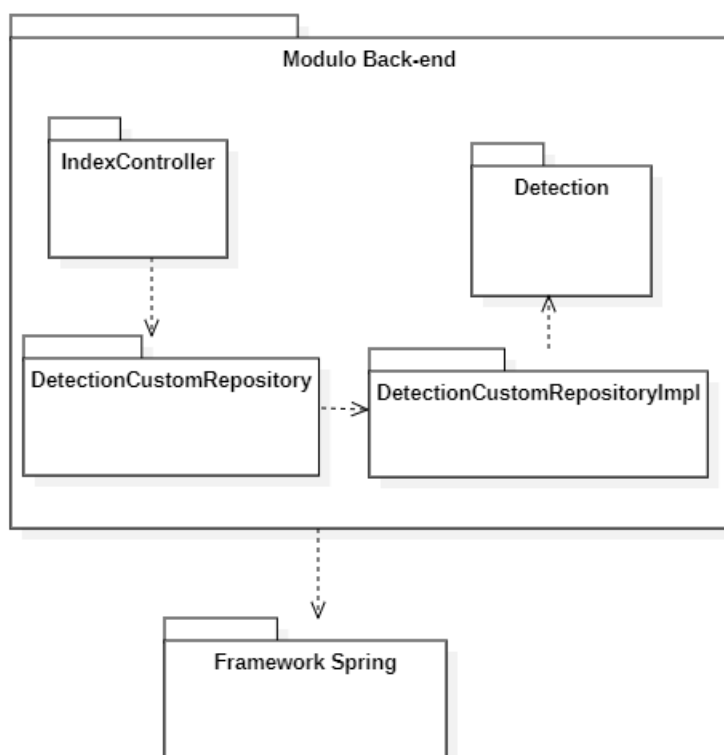 Modulo Back-end
IndexController
Detection
DetectionCustomRepository
DetectionCustomRepositoryImpl
Framework Spring